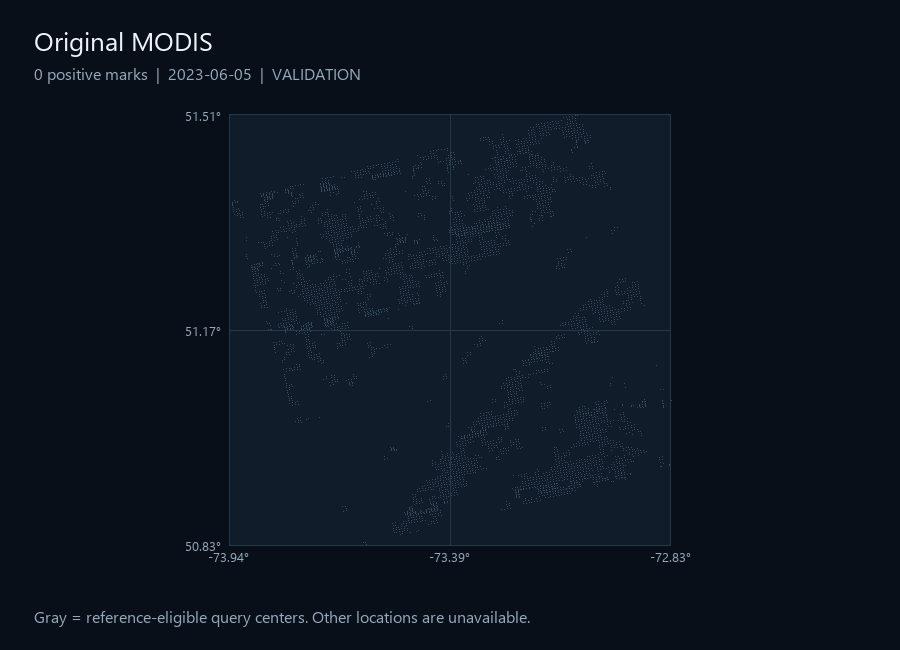 Original MODIS
0 positive marks | 2023-06-05 | VALIDATION
51.51°
51.17°
50.83°
-73.94°
-73.39°
-72.83°
Gray = reference-eligible query centers. Other locations are unavailable.